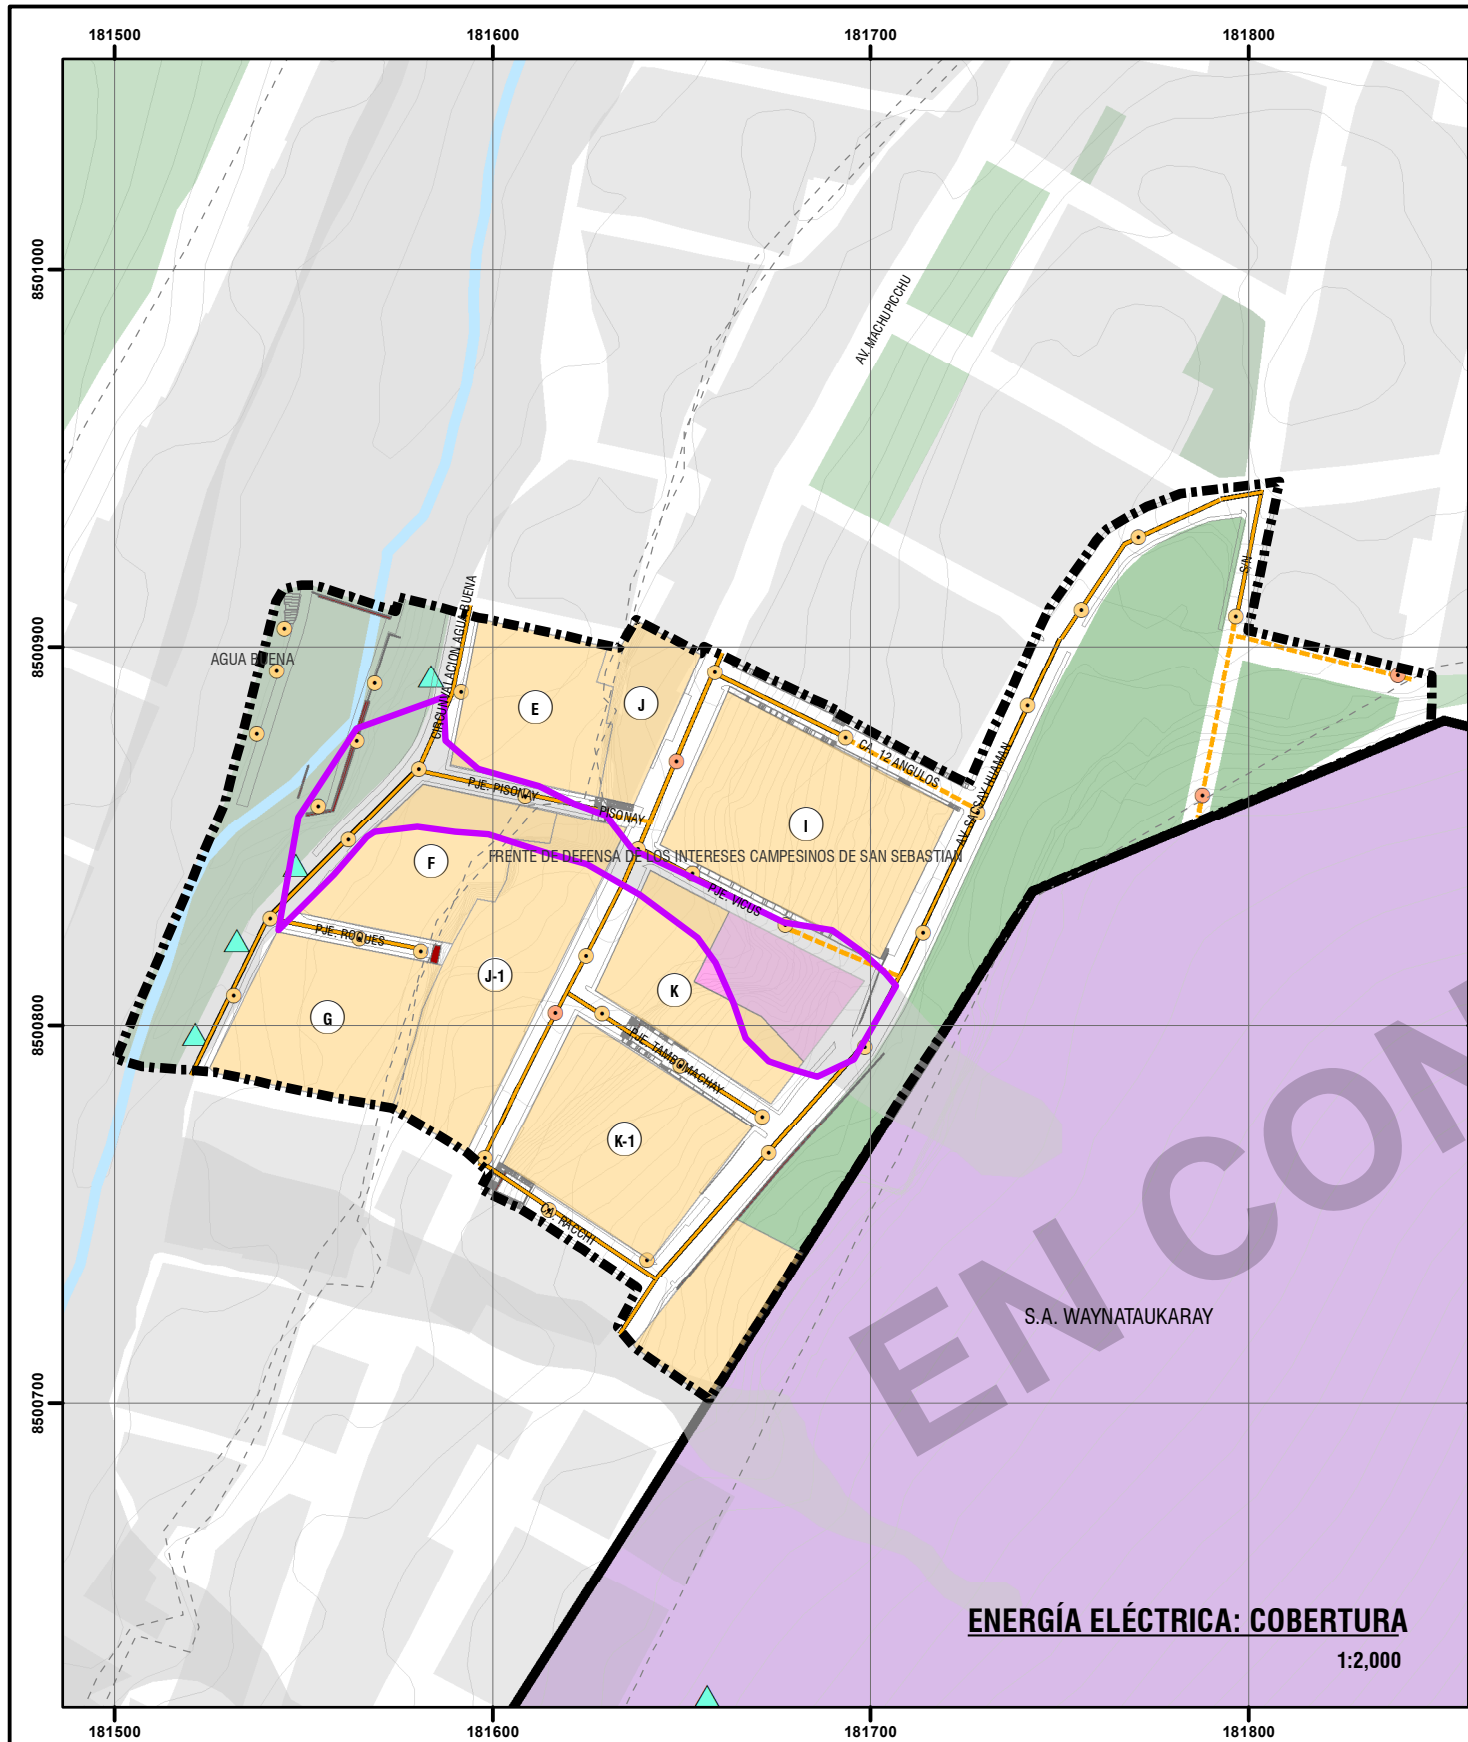 181500
181600
181700
181800
8501000
AV. MACHUPICCHU
8500900
S/N
AGUA BUENA
CIRCUNVALACION AGUA BUENA
E
J
CA. 12 ANGULOS
AV. SACSAY HUAMAN
PJE. PISONAY
PISONAY
I
F
FRENTE DE DEFENSA DE LOS INTERESES CAMPESINOS DE SAN SEBASTIAN
PJE. VICUS
PJE. ROQUES
J-1
K
G
8500800
PJE. TAMBOMACHAY
K-1
CA. RACCHI
EN CON
S.A. WAYNATAUKARAY
8500700
ENERGÍA ELÉCTRICA: COBERTURA
1:2,000
181500
181600
181700
181800